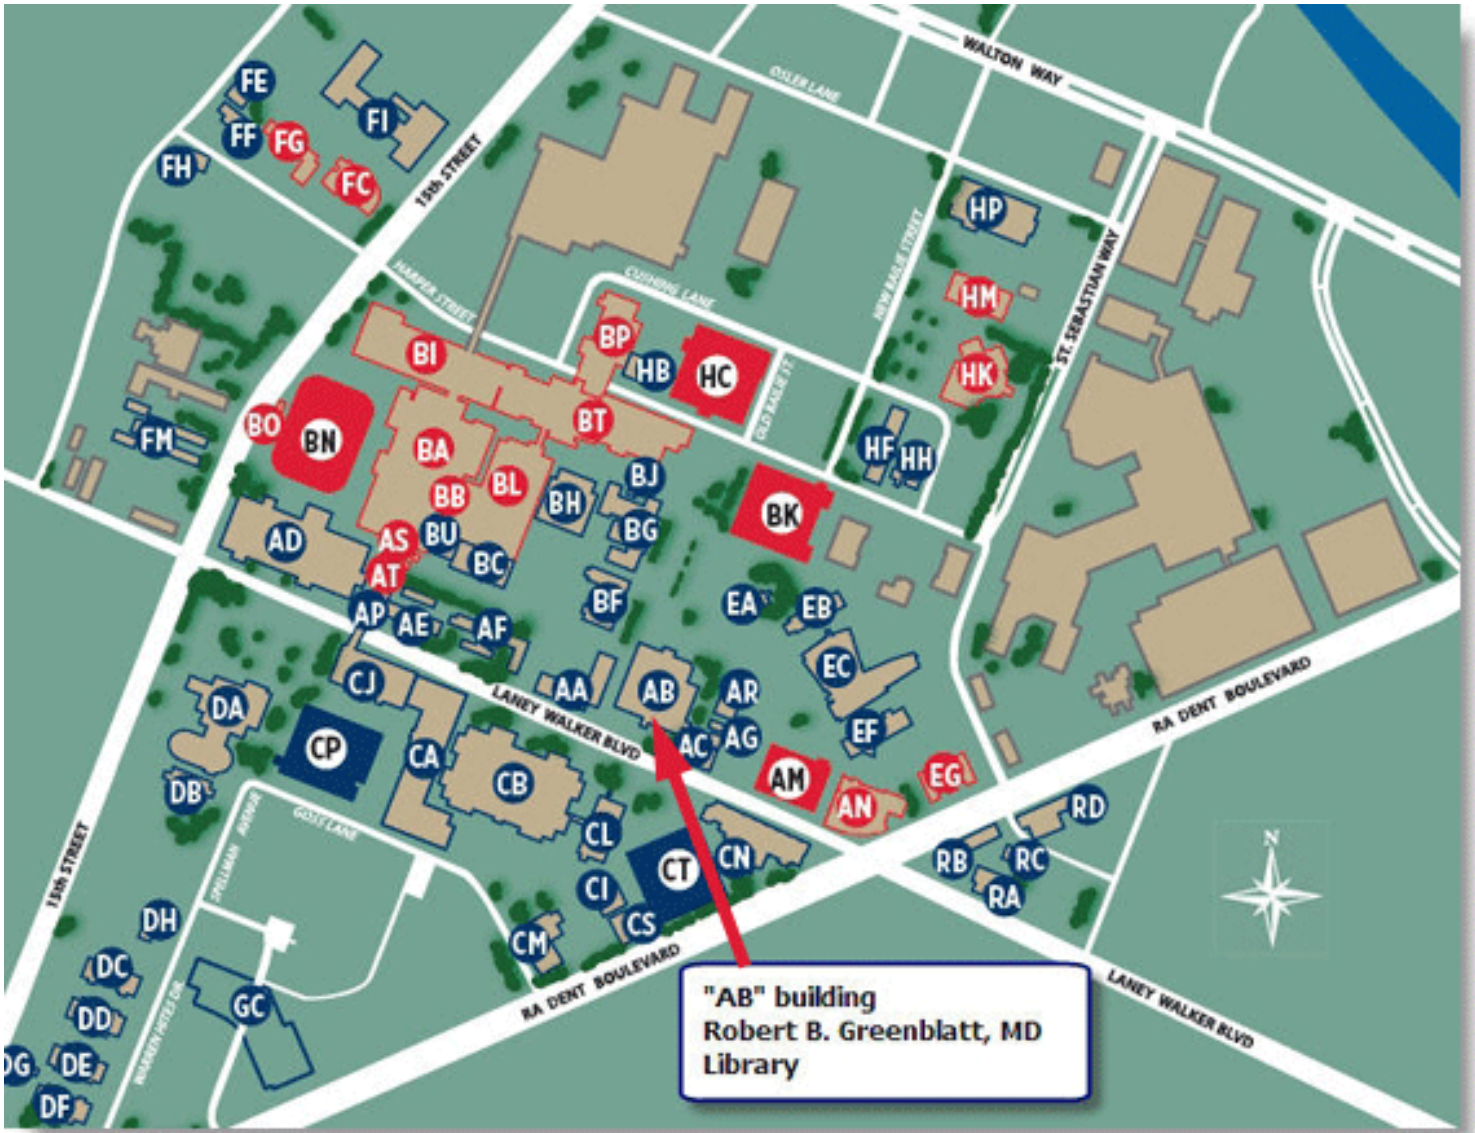 WALTON WAY
OSLER LANE
FE
FI
FF
FG
FH
FC
15th STREET
HP
NEW BAILIE STREET
ST. SEBASTIAN WAY
HARPER STREET
CUSHING LANE
HM
BP
BI
HB
HC
HK
OLD BAILIE ST.
BO
BN
BT
FM
BA
HF
HH
BB
BL
BJ
BH
BK
AD
AS
BU
BG
AT
BC
AP
AE
AF
BF
EA
EB
EC
CJ
AA
AB
AR
LANEY WALKER BLVD
RA DENT BOULEVARD
DA
CP
CA
AC
AG
EF
DB
CB
AM
EG
AN
SPELLMAN AVENUE
GOSS LANE
CL
CN
RD
RB
RC
RA
15th STREET
CT
CI
CS
CM
N
DH
DC
DD
DE
DG
DF
WARREN HITES DR.
GC
RA DENT BOULEVARD
LANEY WALKER BLVD
"AB" building
Robert B. Greenblatt, MD
Library